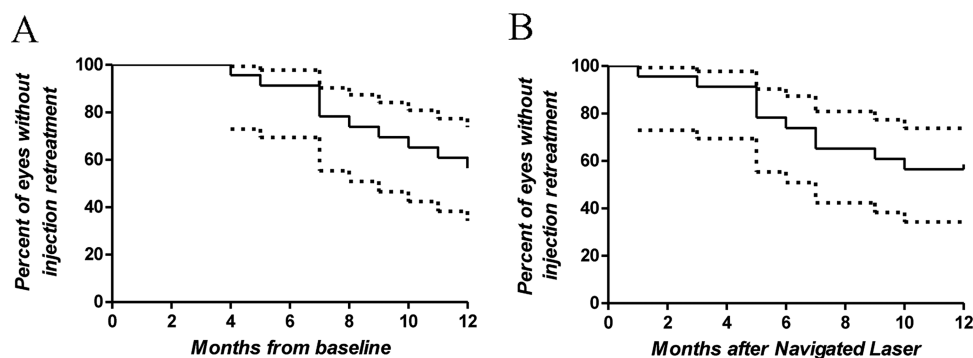 A
Percent of eyes without
injection retreatment
100
80
60
40
20
0
0 2 4 6 8 10 12
Months from baseline
B
Percent of eyes without
injection retreatment
100
80
60
40
20
0
0 2 4 6 8 10 12
Months after Navigated Laser